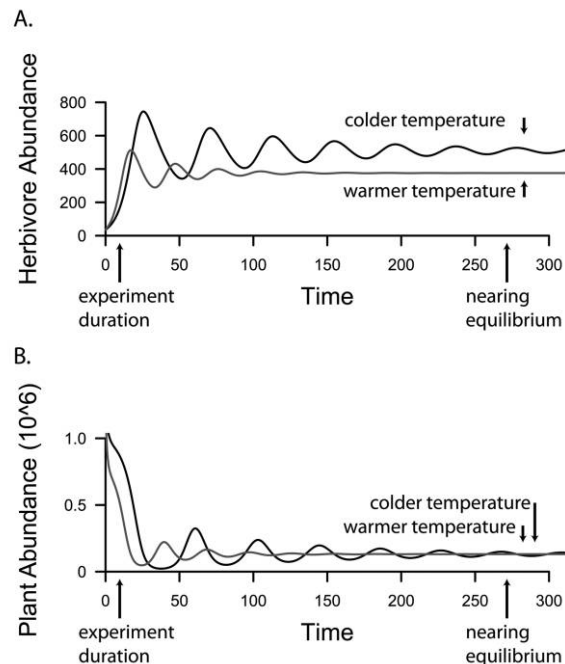 A.
Herbivore Abundance
800
600
400
200
0
colder temperature
warmer temperature
0 50 100 150 200 250 300
experiment
duration
Time
nearing
equilibrium
B.
Plant Abundance (10^6)
1.0
0.5
0
colder temperature
warmer temperature
0 50 100 150 200 250 300
experiment
duration
Time
nearing
equilibrium